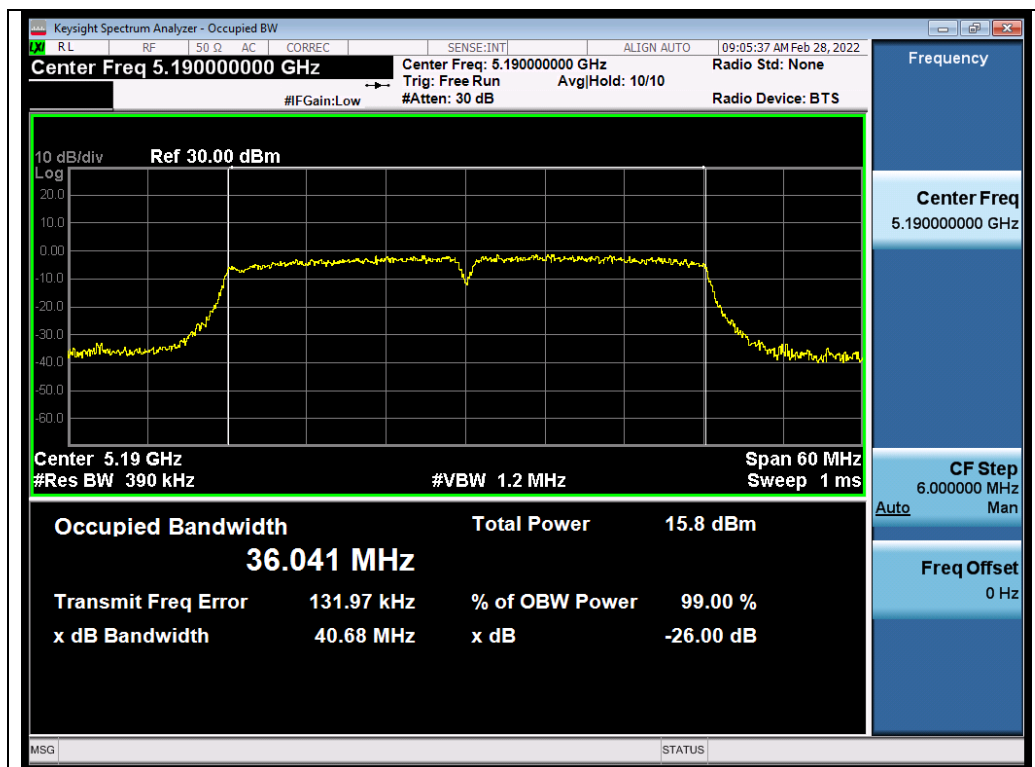 Keysight Spectrum Analyzer - Occupied BW
LXI RL RF 50 Ω AC CORREC SENSE:INT ALIGN AUTO 09:05:37 AM Feb 28, 2022
Center Freq 5.190000000 GHz Center Freq: 5.190000000 GHz Radio Std: None
Trig: Free Run Avg|Hold: 10/10
#IFGain:Low #Atten: 30 dB Radio Device: BTS
10 dB/div Ref 30.00 dBm
Log
20.0
10.0
0.00
-10.0
-20.0
-30.0
-40.0
-50.0
-60.0
Center 5.19 GHz Span 60 MHz
#Res BW 390 kHz #VBW 1.2 MHz Sweep 1 ms
Occupied Bandwidth Total Power 15.8 dBm
36.041 MHz
Transmit Freq Error 131.97 kHz % of OBW Power 99.00 %
x dB Bandwidth 40.68 MHz x dB -26.00 dB
Frequency
Center Freq
5.190000000 GHz
CF Step
6.000000 MHz
Auto Man
Freq Offset
0 Hz
MSG STATUS